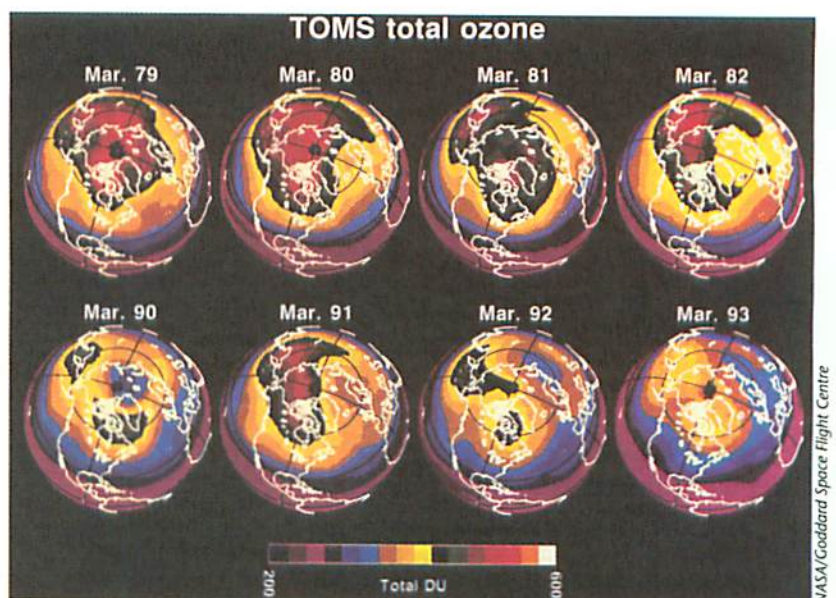 TOMS total ozone
Mar. 79 Mar. 80 Mar. 81 Mar. 82
Mar. 90 Mar. 91 Mar. 92 Mar. 93
200 600
Total DU
NASA/Goddard Space Flight Centre